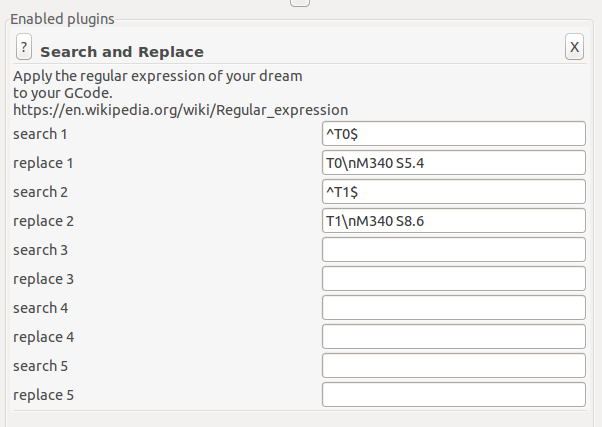 Enabled plugins
? Search and Replace X
Apply the regular expression of your dream
to your GCode.
https://en.wikipedia.org/wiki/Regular_expression
search 1 ^T0$
replace 1 T0\nM340 S5.4
search 2 ^T1$
replace 2 T1\nM340 S8.6
search 3
replace 3
search 4
replace 4
search 5
replace 5